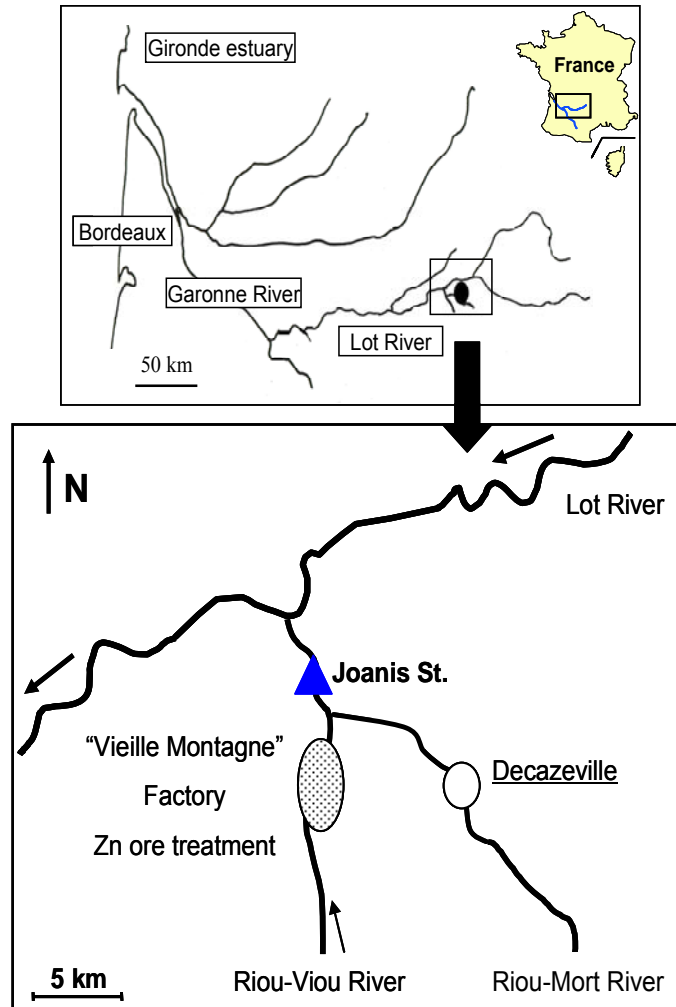 Gironde estuary
France
Bordeaux
Garonne River
Lot River
50 km
N
Lot River
Joanis St.
“Vieille Montagne”
Factory
Zn ore treatment
Decazeville
5 km
Riou-Viou River
Riou-Mort River